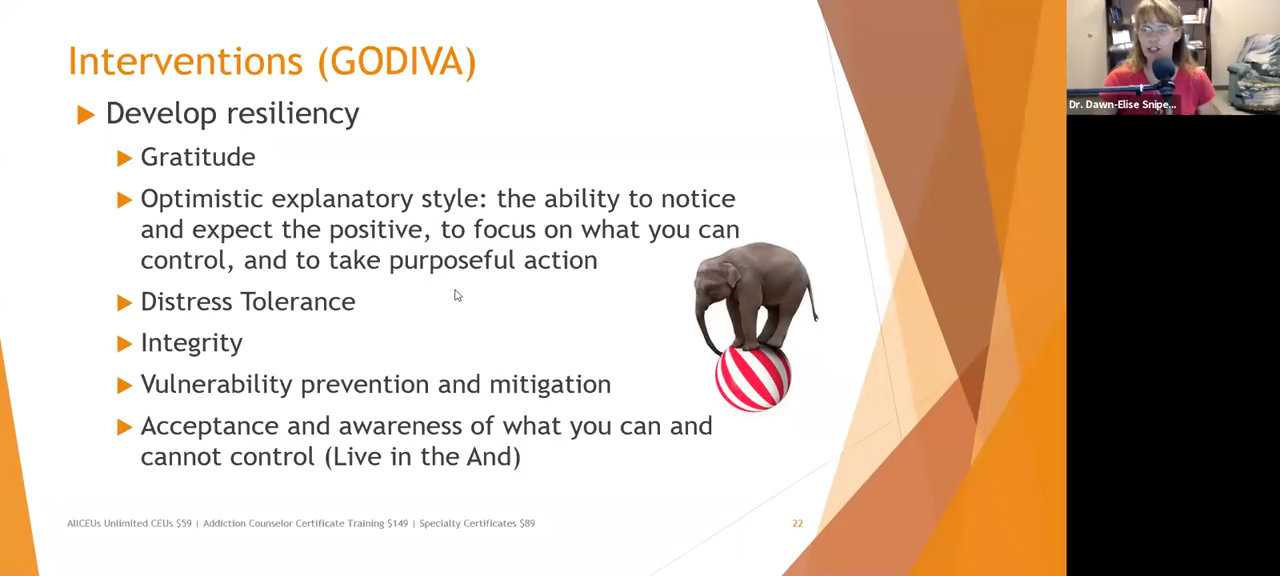 Interventions (GODIVA)
Develop resiliency
Gratitude
Optimistic explanatory style: the ability to notice
and expect the positive, to focus on what you can
control, and to take purposeful action
Distress Tolerance
Integrity
Vulnerability prevention and mitigation
Acceptance and awareness of what you can and
cannot control (Live in the And)
AllCEUs Unlimited CEUs $59 | Addiction Counselor Certificate Training $149 | Specialty Certificates $89
22
Dr. Dawn-Elise Snipe...